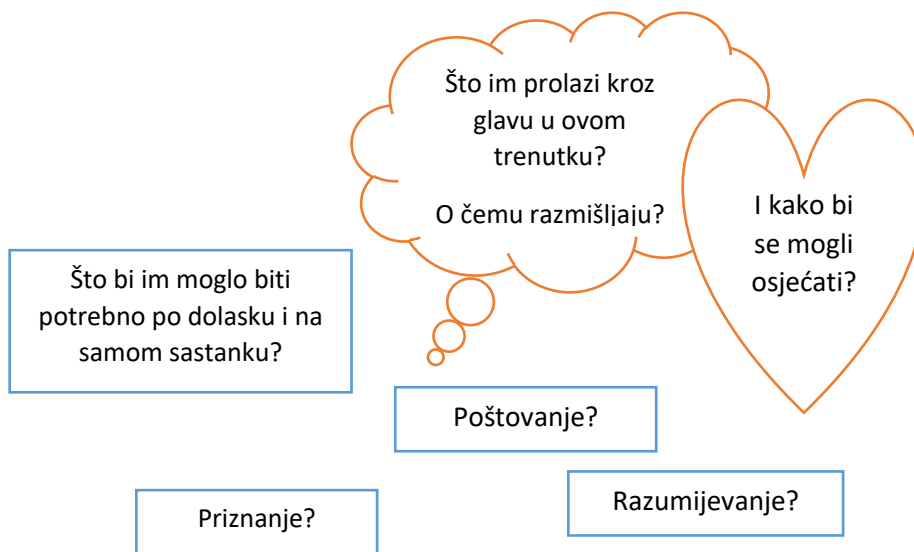 Što im prolazi kroz
glavu u ovom
trenutku?
O čemu razmišljaju?
I kako bi
se mogli
osjećati?
Što bi im moglo biti
potrebno po dolasku i na
samom sastanku?
Poštovanje?
Razumijevanje?
Priznanje?